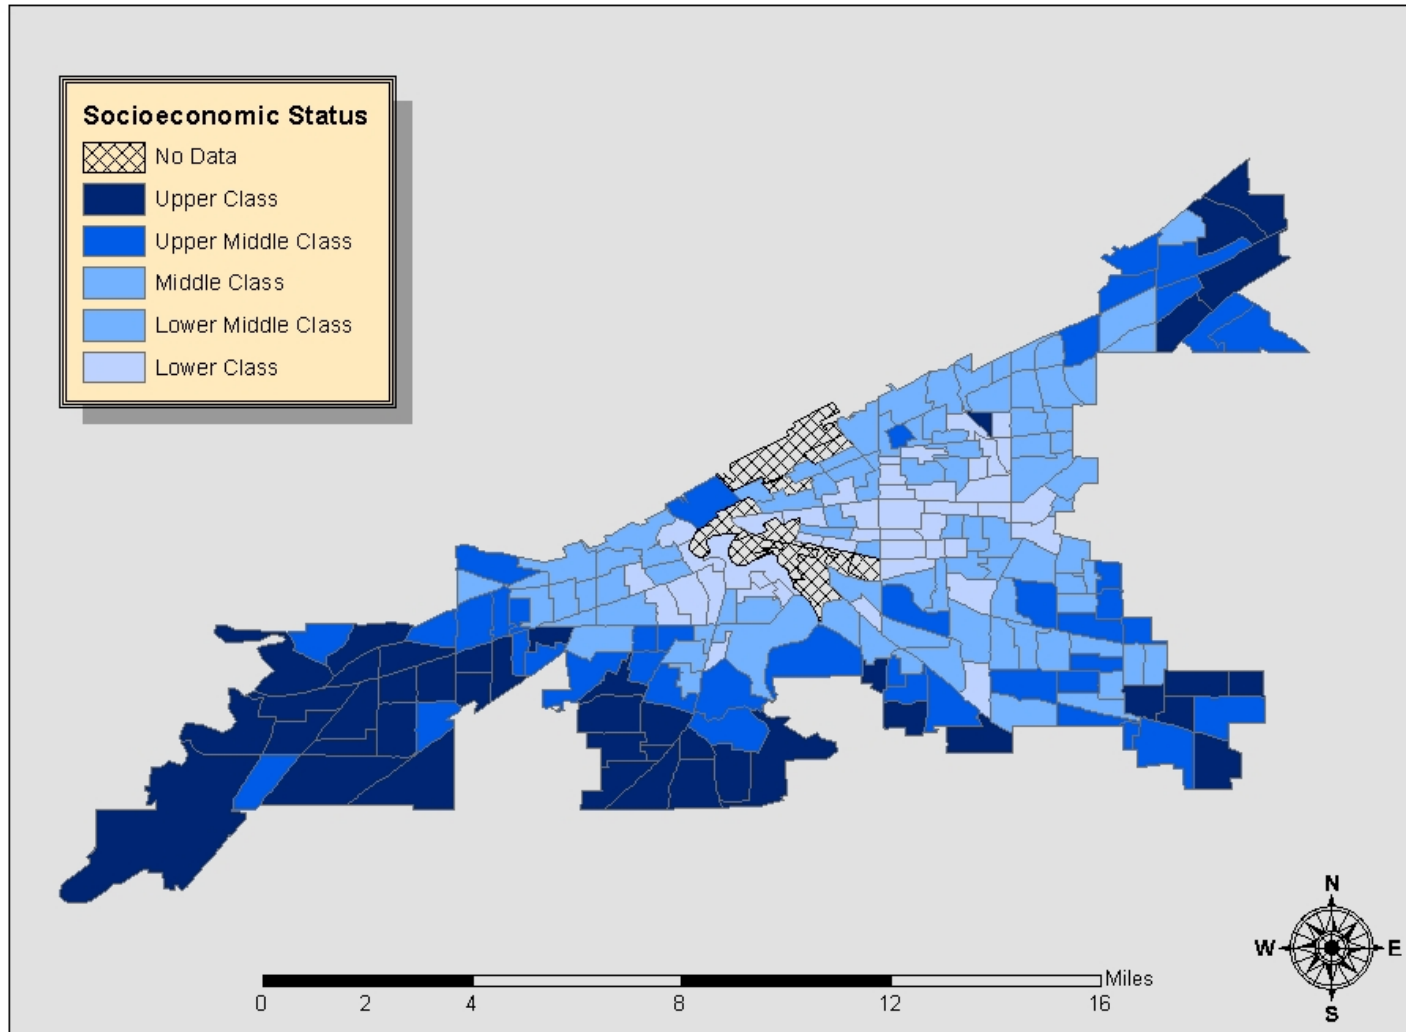 Socioeconomic Status
No Data
Upper Class
Upper Middle Class
Middle Class
Lower Middle Class
Lower Class
N
W E
S
Miles
0 2 4 8 12 16